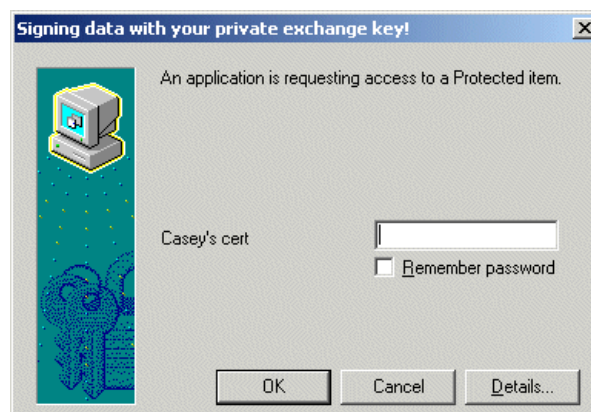 Signing data with your private exchange key!
An application is requesting access to a Protected item.
Casey's cert
Remember password
OK
Cancel
Details...